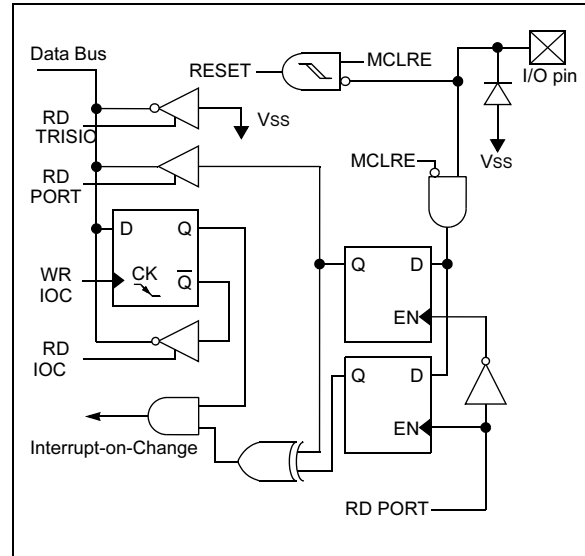 Data Bus
MCLRE
RESET
I/O pin
RD
TRISIO
VSS
VSS
MCLRE
RD
PORT
D
Q
WR
IOC
CK
Q
Q
D
EN
RD
IOC
Q
D
EN
Interrupt-on-Change
RD PORT